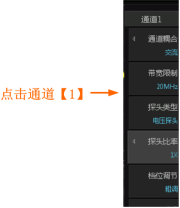 通道1
通道耦合
交流
带宽限制
20MHz
点击通道【1】
探头类型
电压探头
探头比率
1X
档位调节
粗调